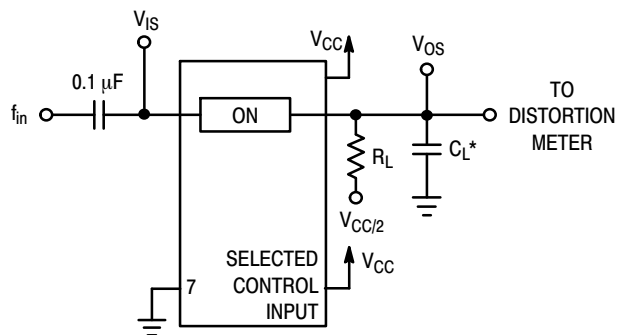 V_IS
V_CC
V_OS
0.1 μF
f_in
ON
TO
DISTORTION
METER
R_L
C_L*
V_CC/2
7
SELECTED
CONTROL
INPUT
V_CC